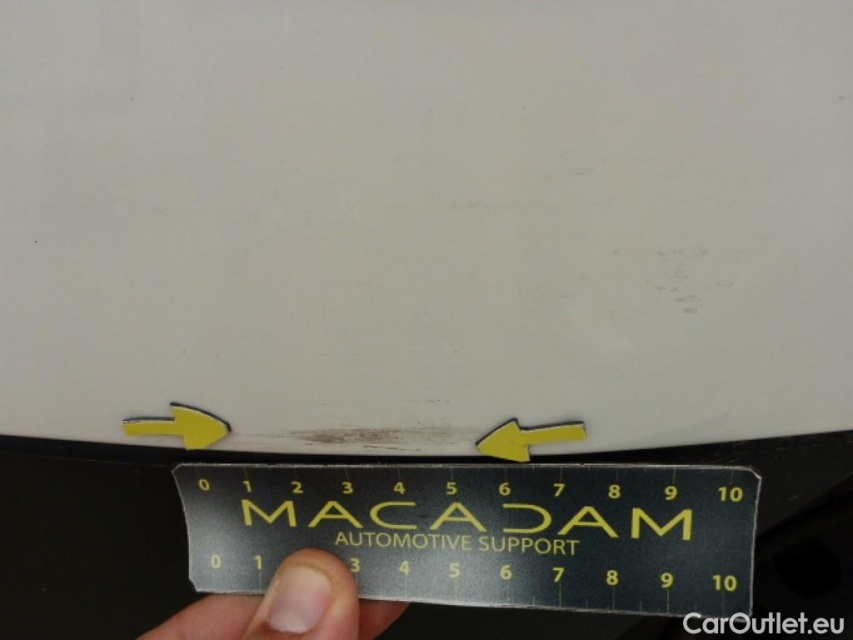 0 1 2 3 4 5 6 7 8 9 10
MACADAM
AUTOMOTIVE SUPPORT
0 1 3 4 5 6 7 8 9 10
CarOutlet.eu